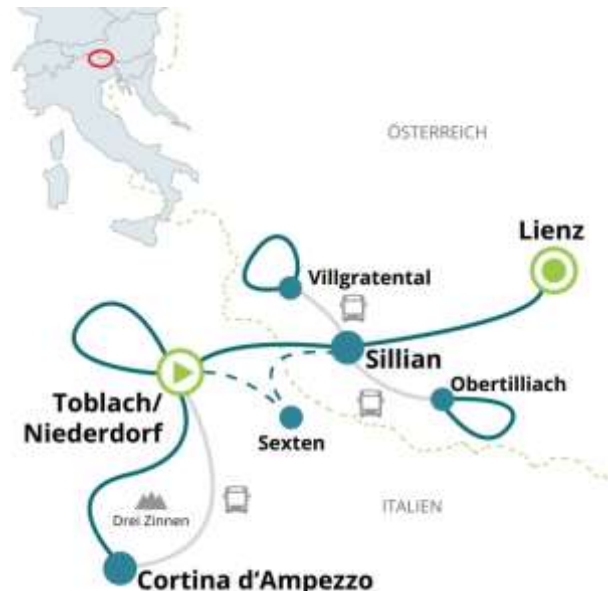 ÖSTERREICH
Lienz
Villgratental
Sillian
Obertilliach
Toblach/
Niederdorf
Sexten
Drei Zinnen
ITALIEN
Cortina d'Ampezzo